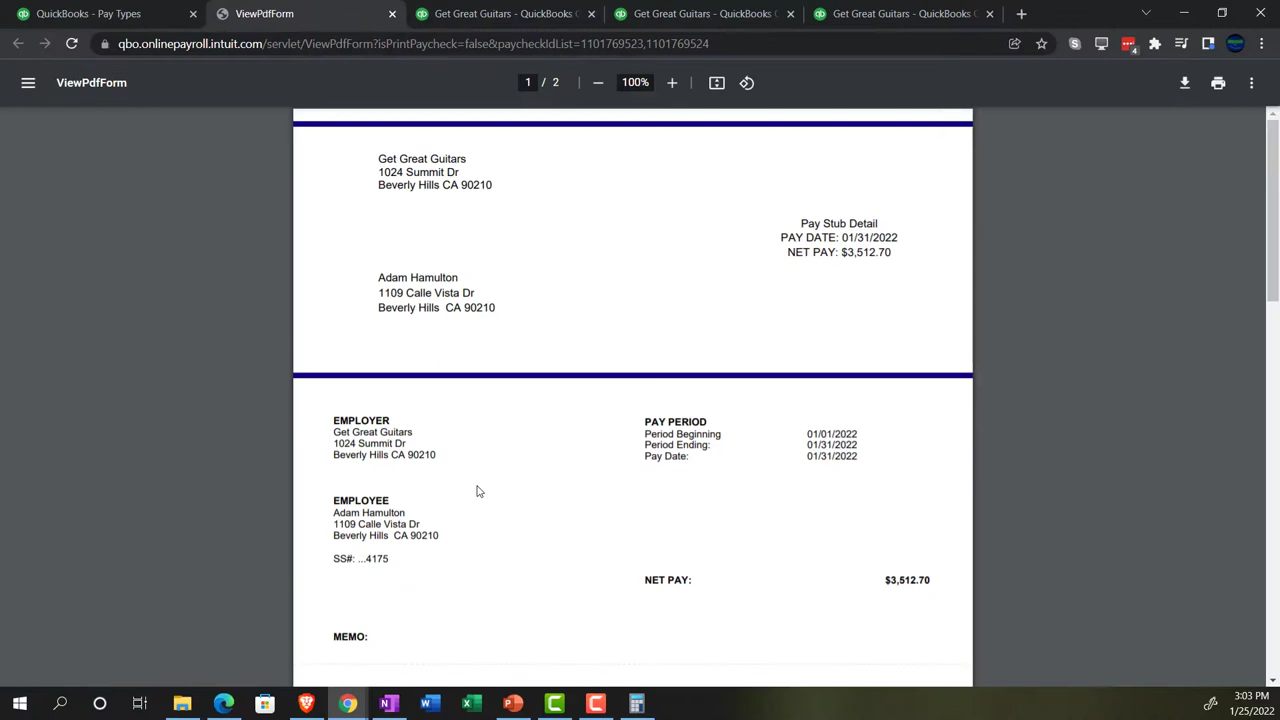 QuickBooks - Pay Types
ViewPdfForm
Get Great Guitars - QuickBooks O
Get Great Guitars - QuickBooks O
Get Great Guitars - QuickBooks O
qbo.onlinepayroll.intuit.com/servlet/ViewPdfForm?isPrintPaycheck=false&paycheckIdList=1101769523,1101769524
4
ViewPdfForm
1 / 2
100%
Get Great Guitars
1024 Summit Dr
Beverly Hills CA 90210
Pay Stub Detail
PAY DATE: 01/31/2022
NET PAY: $3,512.70
Adam Hamulton
1109 Calle Vista Dr
Beverly Hills CA 90210
EMPLOYER
Get Great Guitars
1024 Summit Dr
Beverly Hills CA 90210
PAY PERIOD
Period Beginning 01/01/2022
Period Ending: 01/31/2022
Pay Date: 01/31/2022
EMPLOYEE
Adam Hamulton
1109 Calle Vista Dr
Beverly Hills CA 90210
SS#: ...4175
NET PAY: $3,512.70
MEMO:
3:03 PM
1/25/2022